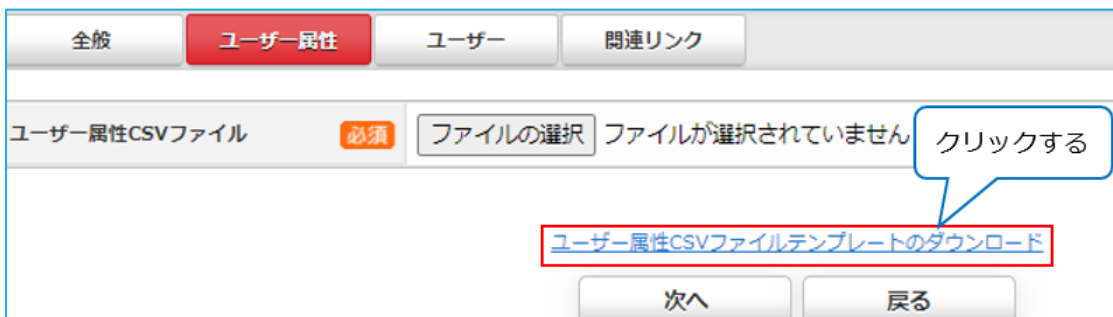 全般 ユーザー属性 ユーザー 関連リンク
ユーザー属性CSVファイル 必須 ファイルの選択 ファイルが選択されていません
クリックする
ユーザー属性CSVファイルテンプレートのダウンロード
次へ 戻る